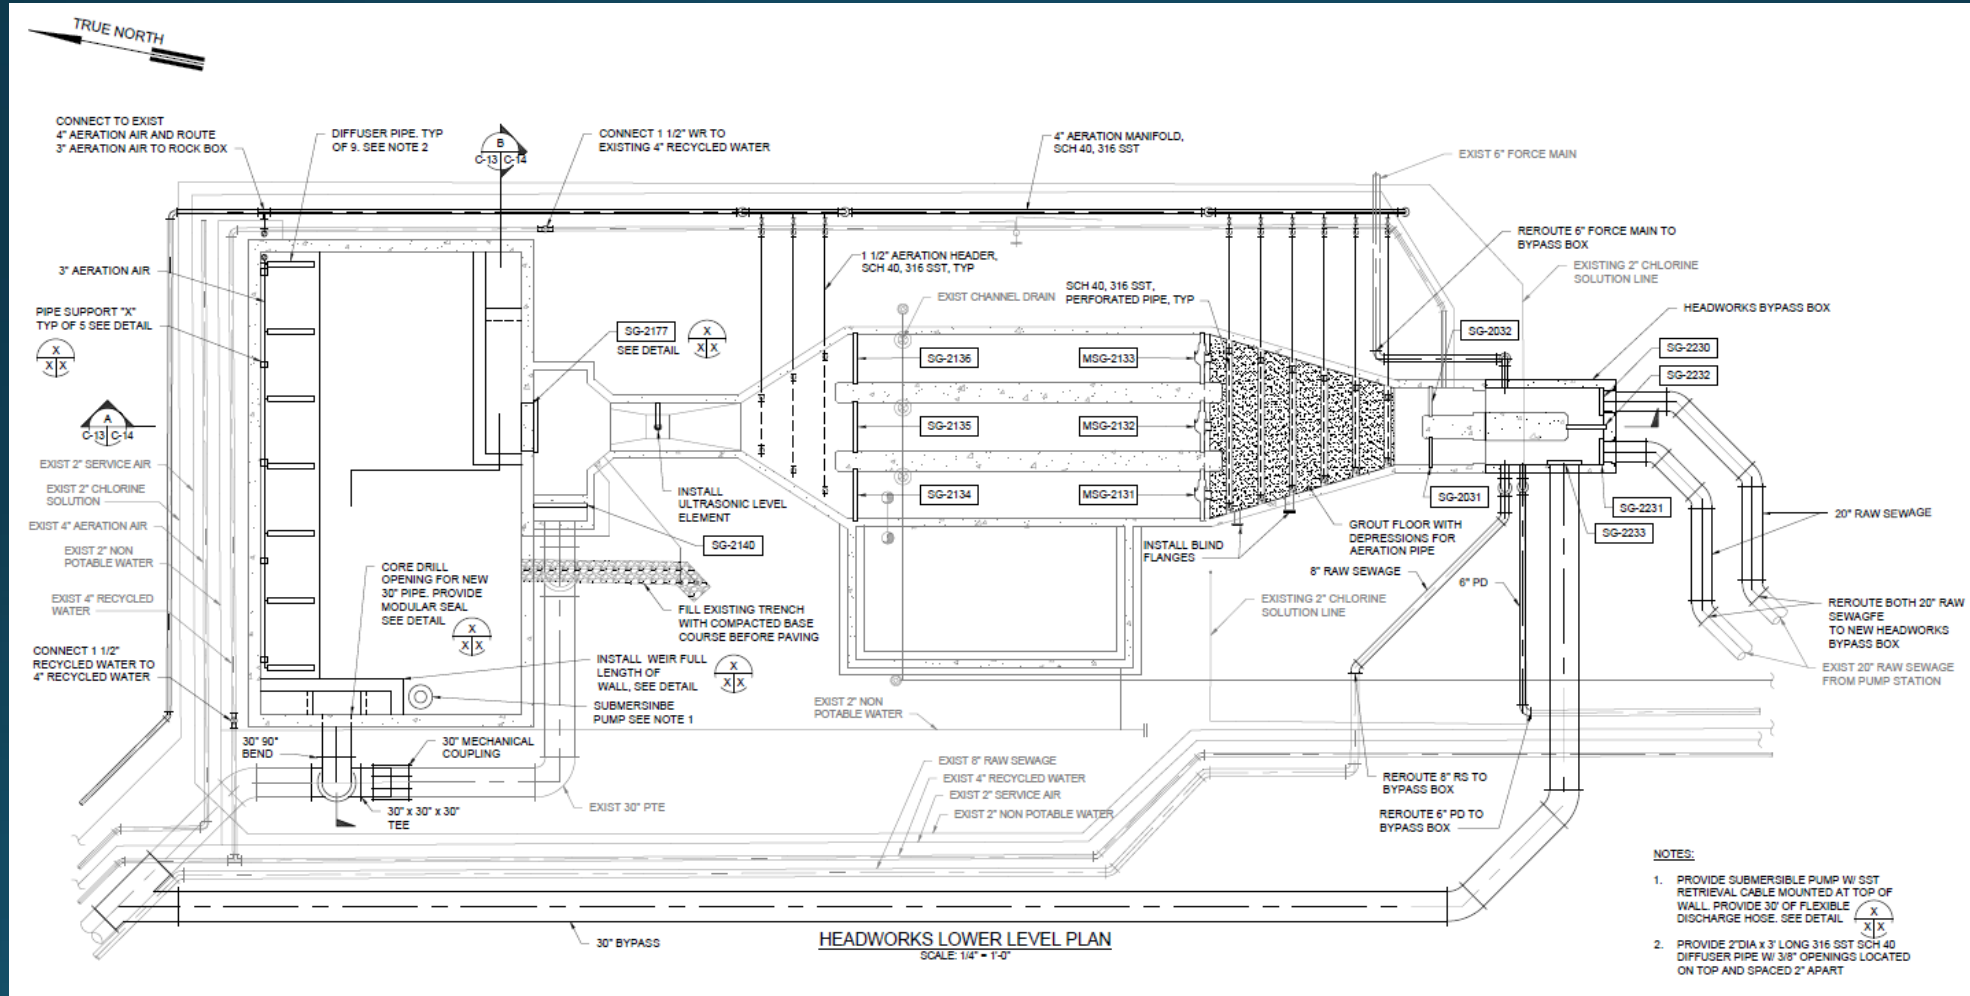 TRUE NORTH
CONNECT TO EXIST
4" AERATION AIR AND ROUTE
3" AERATION AIR TO ROCK BOX
DIFFUSER PIPE. TYP
OF 9. SEE NOTE 2
B
C-13 C-14
CONNECT 1 1/2" WR TO
EXISTING 4" RECYCLED WATER
4" AERATION MANIFOLD,
SCH 40, 316 SST
EXIST 6" FORCE MAIN
REROUTE 6" FORCE MAIN TO
BYPASS BOX
EXISTING 2" CHLORINE
SOLUTION LINE
HEADWORKS BYPASS BOX
3" AERATION AIR
PIPE SUPPORT "X"
TYP OF 5 SEE DETAIL
X
X X
1 1/2" AERATION HEADER,
SCH 40, 316 SST, TYP
EXIST CHANNEL DRAIN
SCH 40, 316 SST,
PERFORATED PIPE, TYP
SG-2177
SEE DETAIL
X
X X
SG-2136
MSG-2133
SG-2032
SG-2230
SG-2232
A
C-13 C-14
SG-2135
MSG-2132
EXIST 2" SERVICE AIR
EXIST 2" CHLORINE
SOLUTION
EXIST 4" AERATION AIR
EXIST 2" NON
POTABLE WATER
EXIST 4" RECYCLED
WATER
CONNECT 1 1/2"
RECYCLED WATER TO
4" RECYCLED WATER
INSTALL
ULTRASONIC LEVEL
ELEMENT
SG-2134
MSG-2131
SG-2031
SG-2231
SG-2233
20" RAW SEWAGE
SG-2140
INSTALL BLIND
FLANGES
GROUT FLOOR WITH
DEPRESSIONS FOR
AERATION PIPE
8" RAW SEWAGE
6" PD
CORE DRILL
OPENING FOR NEW
30" PIPE. PROVIDE
MODULAR SEAL
SEE DETAIL
X
X X
FILL EXISTING TRENCH
WITH COMPACTED BASE
COURSE BEFORE PAVING
EXISTING 2" CHLORINE
SOLUTION LINE
REROUTE BOTH 20" RAW
SEWAGFE
TO NEW HEADWORKS
BYPASS BOX
EXIST 20" RAW SEWAGE
FROM PUMP STATION
INSTALL WEIR FULL
LENGTH OF
WALL, SEE DETAIL
X
X X
SUBMERSINBE
PUMP SEE NOTE 1
EXIST 2" NON
POTABLE WATER
30" 90°
BEND
30" MECHANICAL
COUPLING
30" x 30" x 30"
TEE
EXIST 30" PTE
EXIST 8" RAW SEWAGE
EXIST 4" RECYCLED WATER
EXIST 2" SERVICE AIR
EXIST 2" NON POTABLE WATER
REROUTE 8" RS TO
BYPASS BOX
REROUTE 6" PD TO
BYPASS BOX
30" BYPASS
HEADWORKS LOWER LEVEL PLAN
SCALE: 1/4" = 1'-0"
NOTES:
1. PROVIDE SUBMERSIBLE PUMP W/ SST
RETRIEVAL CABLE MOUNTED AT TOP OF
WALL. PROVIDE 30' OF FLEXIBLE
DISCHARGE HOSE. SEE DETAIL
X
X X
2. PROVIDE 2"DIA x 3' LONG 316 SST SCH 40
DIFFUSER PIPE W/ 3/8" OPENINGS LOCATED
ON TOP AND SPACED 2" APART